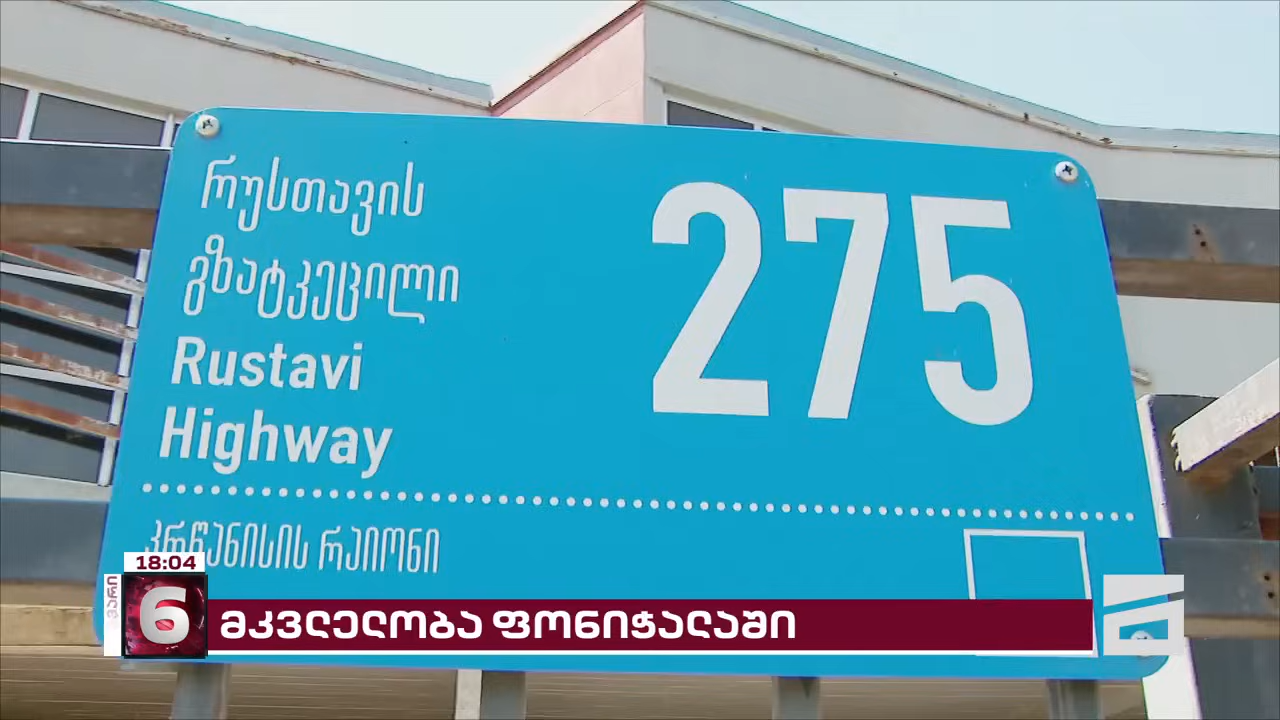 რუსთავის
გზატკეცილი
Rustavi
Highway
275
კრწანისის რაიონი
18:04
6
მკვლელობა ფონიჭალაში